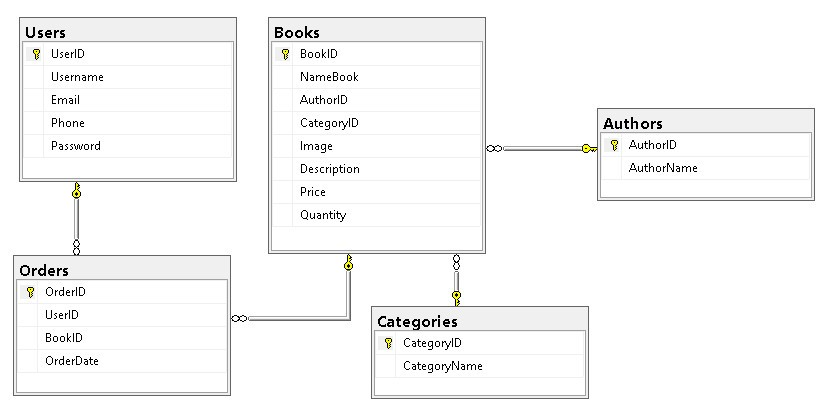 Users
UserID
Username
Email
Phone
Password
Books
BookID
NameBook
AuthorID
CategoryID
Image
Description
Price
Quantity
Authors
AuthorID
AuthorName
Orders
OrderID
UserID
BookID
OrderDate
Categories
CategoryID
CategoryName